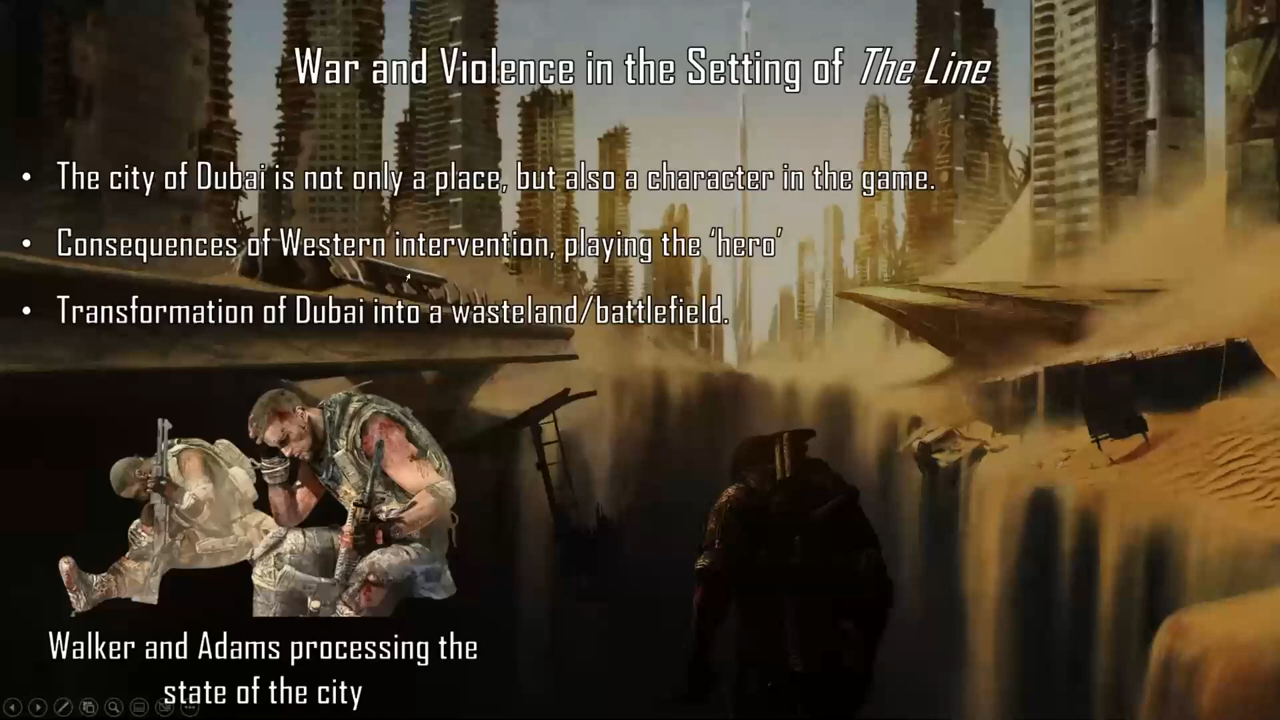 War and Violence in the Setting of The Line
• The city of Dubai is not only a place, but also a character in the game.
• Consequences of Western intervention, playing the ‘hero’
• Transformation of Dubai into a wasteland/battlefield.
Walker and Adams processing the
state of the city